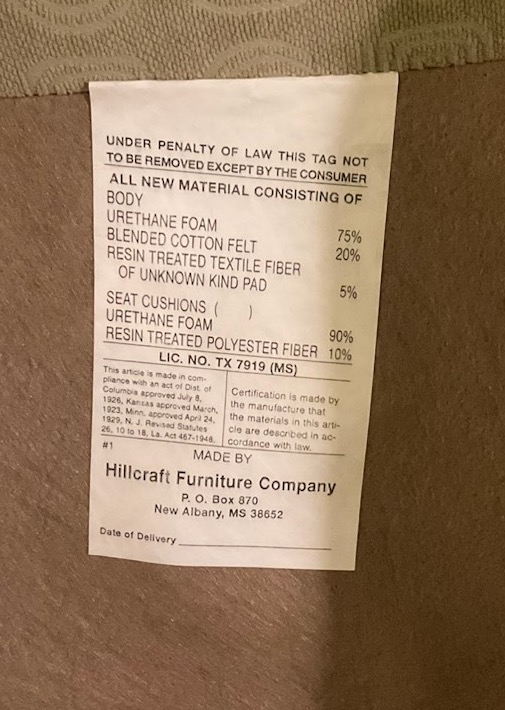 UNDER PENALTY OF LAW THIS TAG NOT
TO BE REMOVED EXCEPT BY THE CONSUMER
ALL NEW MATERIAL CONSISTING OF
BODY
URETHANE FOAM 75%
BLENDED COTTON FELT 20%
RESIN TREATED TEXTILE FIBER
OF UNKNOWN KIND PAD 5%
SEAT CUSHIONS ( )
URETHANE FOAM 90%
RESIN TREATED POLYESTER FIBER 10%
LIC. NO. TX 7919 (MS)
This article is made in com-
pliance with an act of Dist. of
Columbia approved July 8,
1926, Kansas approved March,
1923, Minn. approved April 24,
1929, N. J. Revised Statutes
26, 10 to 18, La. Act 467-1948.
Certification is made by
the manufacture that
the materials in this arti-
cle are described in ac-
cordance with law.
#1
MADE BY
Hillcraft Furniture Company
P. O. Box 870
New Albany, MS 38652
Date of Delivery